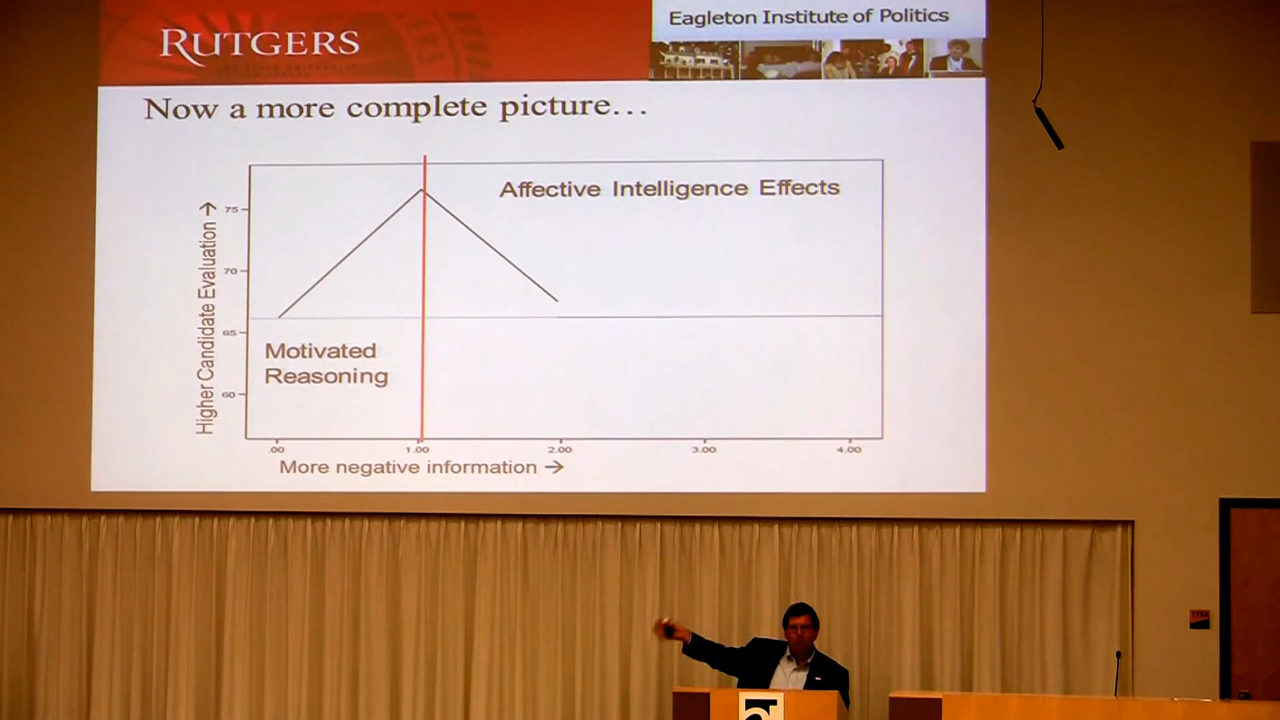 Eagleton Institute of Politics
RUTGERS
Now a more complete picture…
Affective Intelligence Effects
Higher Candidate Evaluation →
75
70
65
60
Motivated
Reasoning
.00 1.00 2.00 3.00 4.00
More negative information →